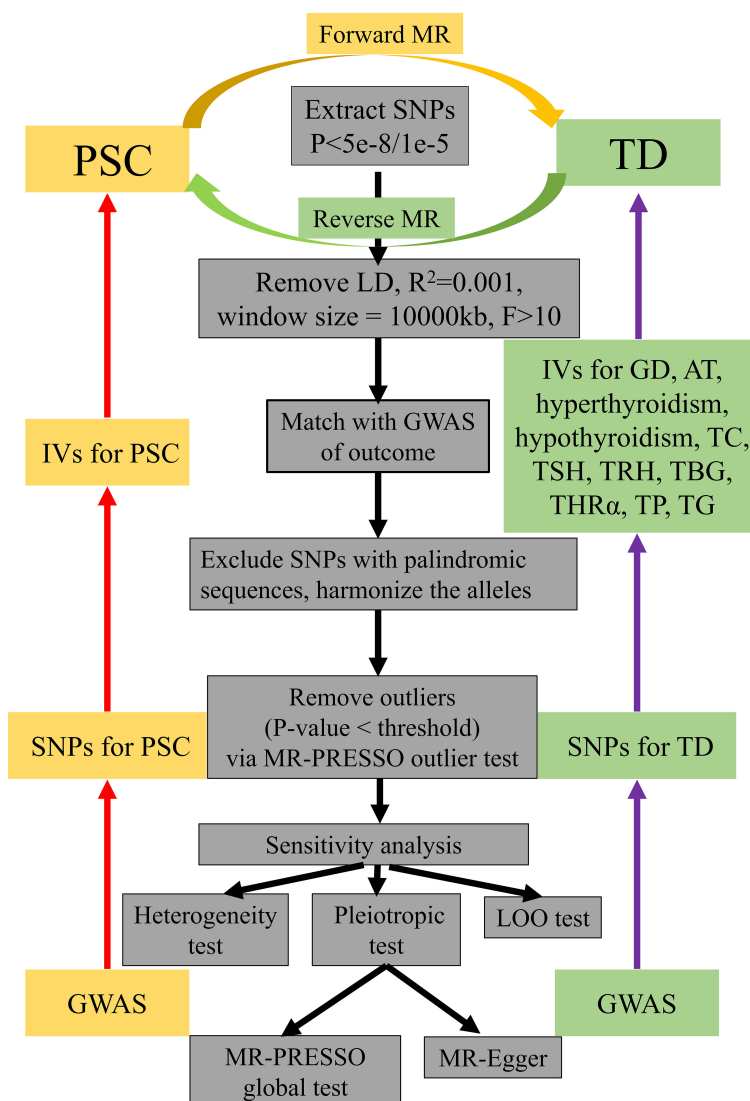 Forward MR
Extract SNPs
P<5e-8/1e-5
PSC
TD
Reverse MR
Remove LD, R²=0.001,
window size = 10000kb, F>10
IVs for GD, AT,
hyperthyroidism,
hypothyroidism, TC,
TSH, TRH, TBG,
THRα, TP, TG
IVs for PSC
Match with GWAS
of outcome
Exclude SNPs with palindromic
sequences, harmonize the alleles
Remove outliers
(P-value < threshold)
via MR-PRESSO outlier test
SNPs for PSC
SNPs for TD
Sensitivity analysis
Heterogeneity
test
Pleiotropic
test
LOO test
GWAS
GWAS
MR-PRESSO
global test
MR-Egger